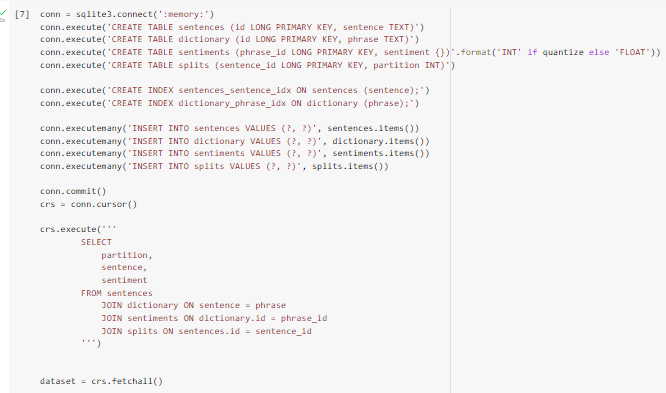 [7] conn = sqlite3.connect(':memory:')
conn.execute('CREATE TABLE sentences (id LONG PRIMARY KEY, sentence TEXT)')
conn.execute('CREATE TABLE dictionary (id LONG PRIMARY KEY, phrase TEXT)')
conn.execute('CREATE TABLE sentiments (phrase_id LONG PRIMARY KEY, sentiment {})'.format('INT' if quantize else 'FLOAT'))
conn.execute('CREATE TABLE splits (sentence_id LONG PRIMARY KEY, partition INT)')

conn.execute('CREATE INDEX sentences_sentence_idx ON sentences (sentence);')
conn.execute('CREATE INDEX dictionary_phrase_idx ON dictionary (phrase);')

conn.executemany('INSERT INTO sentences VALUES (?, ?)', sentences.items())
conn.executemany('INSERT INTO dictionary VALUES (?, ?)', dictionary.items())
conn.executemany('INSERT INTO sentiments VALUES (?, ?)', sentiments.items())
conn.executemany('INSERT INTO splits VALUES (?, ?)', splits.items())

conn.commit()
crs = conn.cursor()

crs.execute('''
SELECT
partition,
sentence,
sentiment
FROM sentences
JOIN dictionary ON sentence = phrase
JOIN sentiments ON dictionary.id = phrase_id
JOIN splits ON sentences.id = sentence_id
''')

dataset = crs.fetchall()